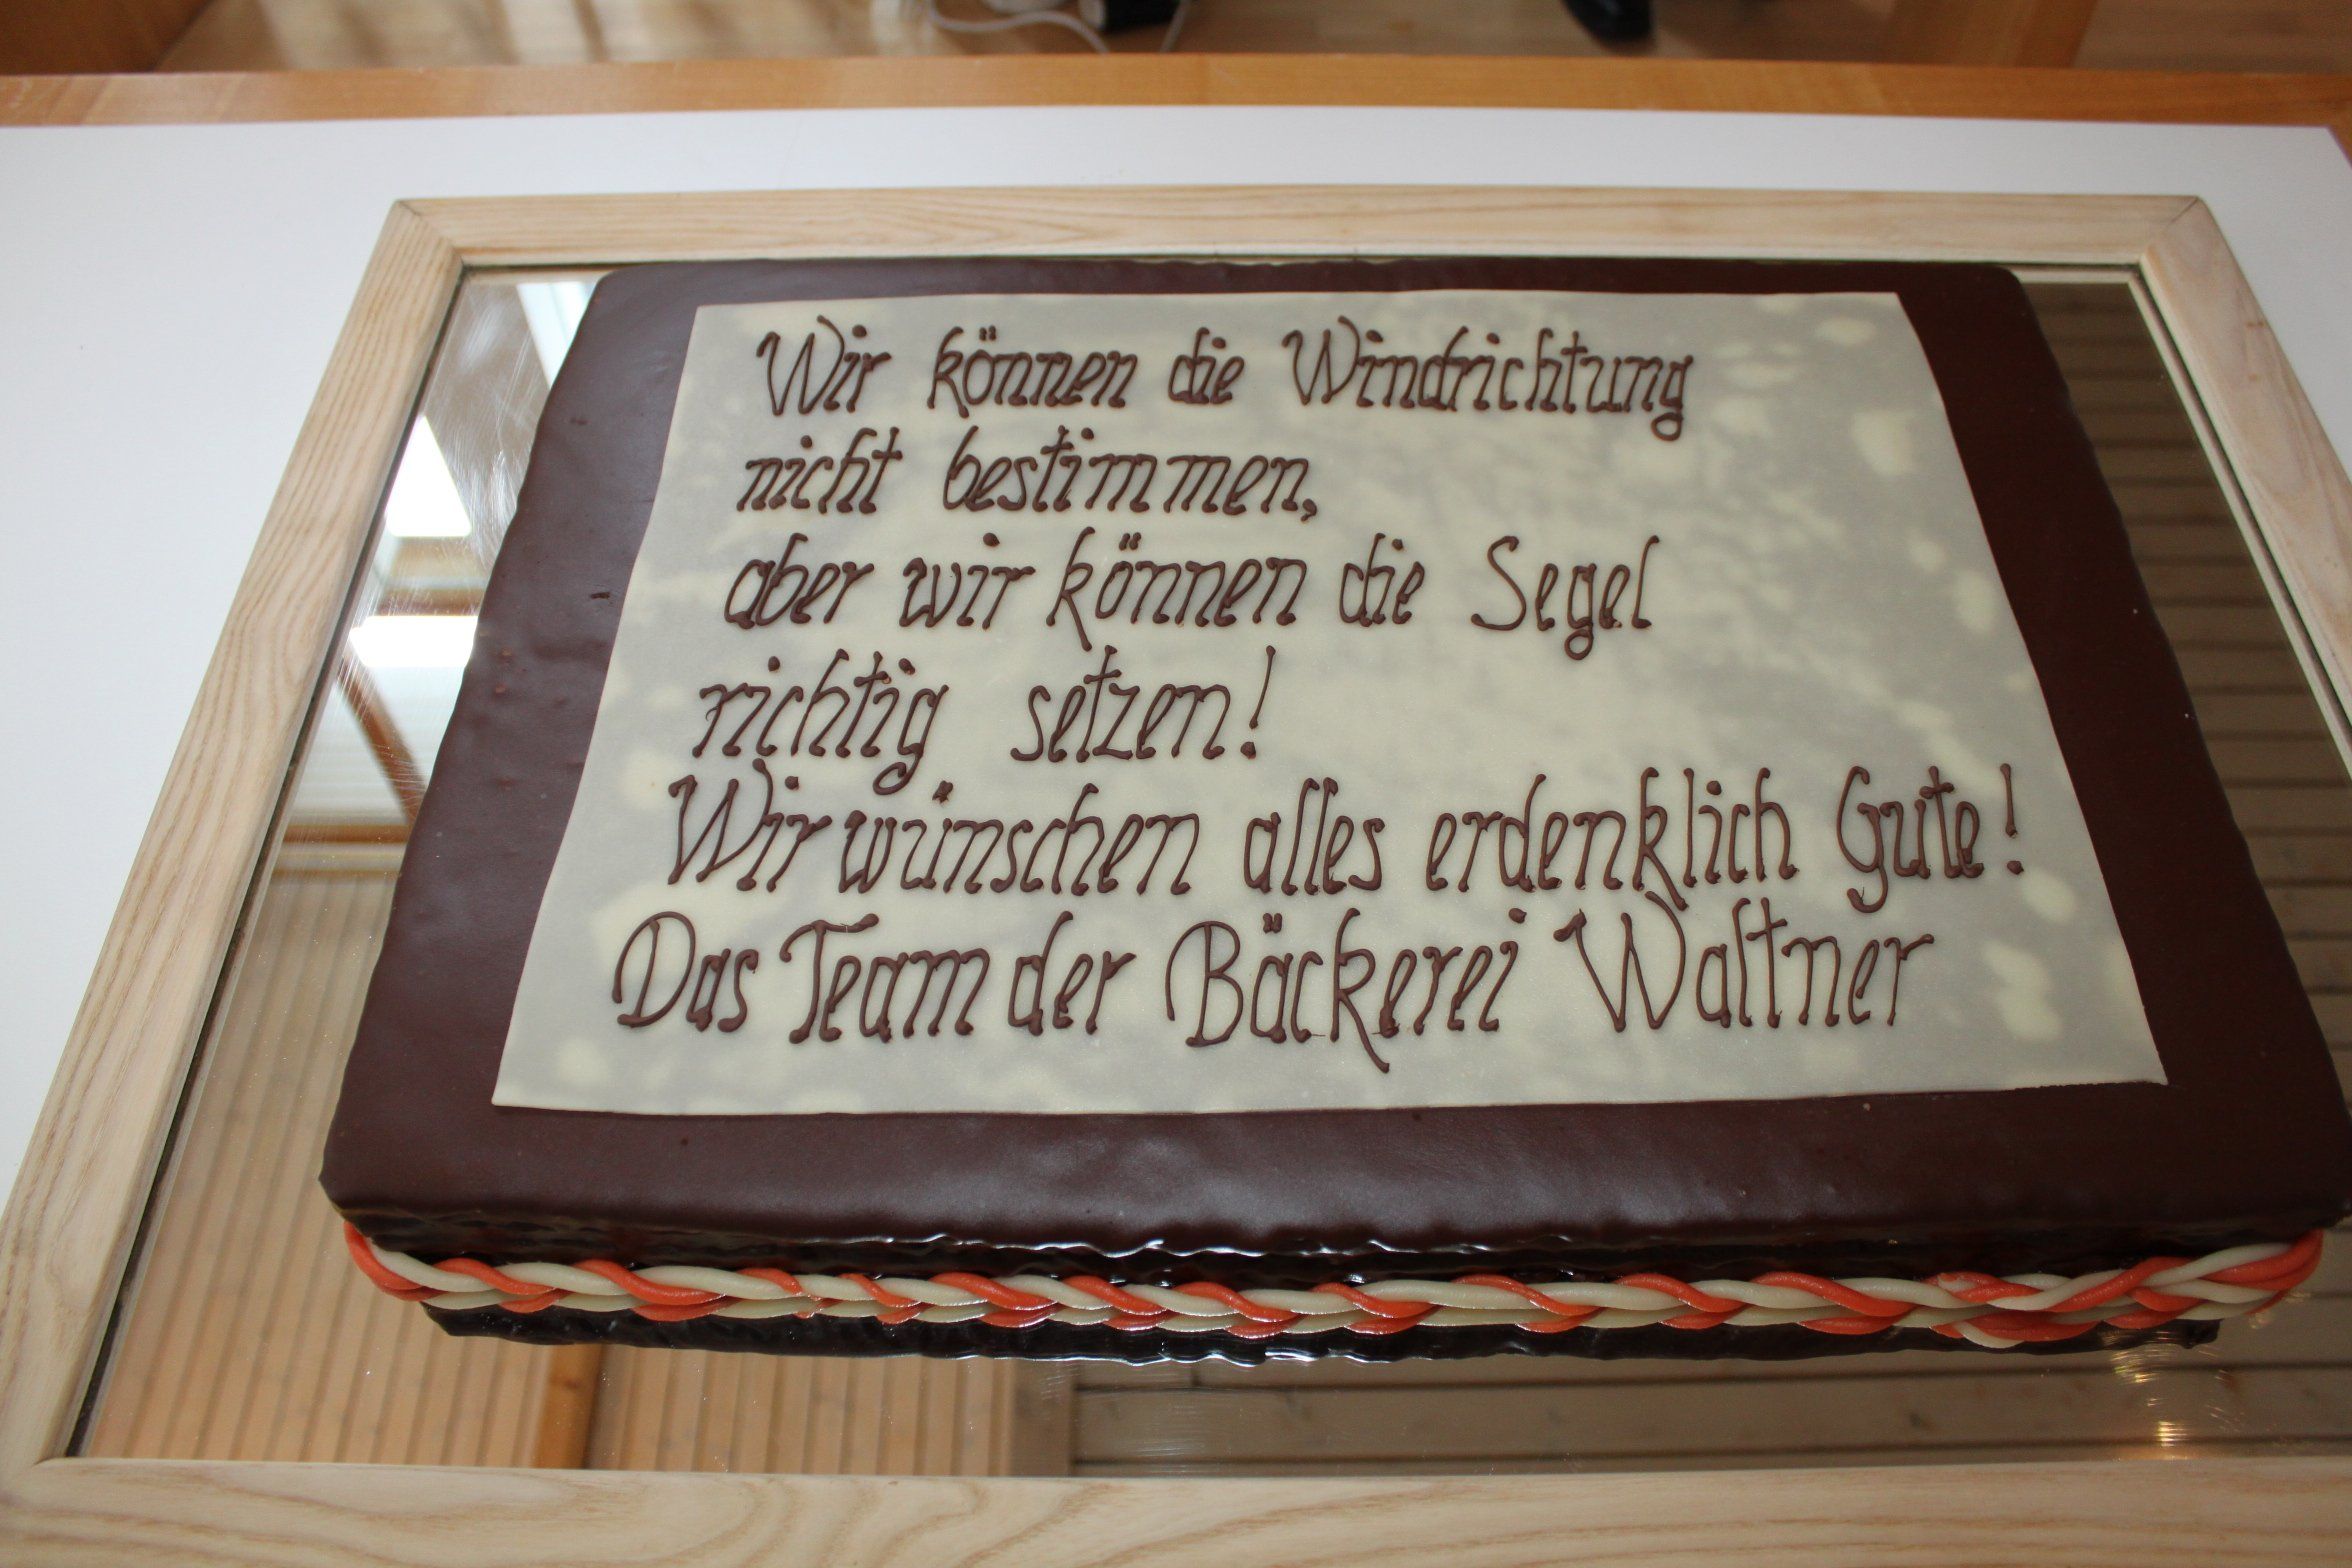 Wir können die Windrichtung
nicht bestimmen,
aber wir können die Segel
richtig setzen!
Wir wünschen alles erdenklich Gute!
Das Team der Bäckerei Waltner